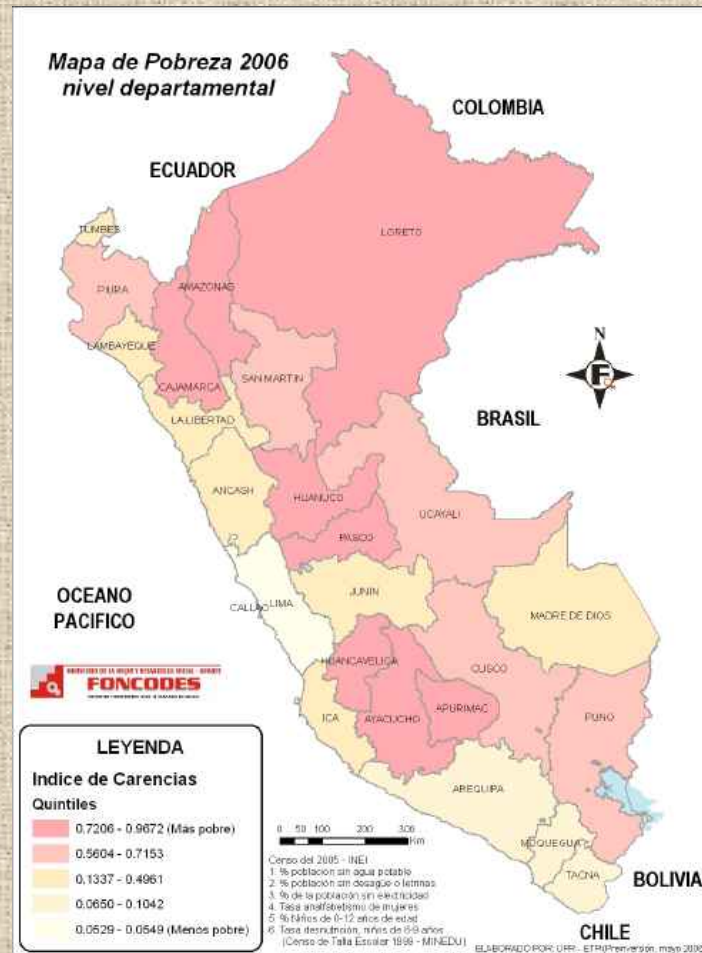 Mapa de Pobreza 2006
nivel departamental
COLOMBIA
ECUADOR
LORETO
TUMBES
PIURA
AMAZONAS
LAMBAYEQUE
CAJAMARCA
SAN MARTIN
N
F
BRASIL
LA LIBERTAD
ANCASH
HUANUCO
UCAYALI
PASCO
OCEANO
PACIFICO
CALLAO
LIMA
JUNIN
MADRE DE DIOS
HUANCAVELICA
CUSCO
FONCODES
ICA
AYACUCHO
APURIMAC
PUNO
AREQUIPA
MOQUEGUA
TACNA
BOLIVIA
CHILE
LEYENDA
Indice de Carencias
Quintiles
0.7206 - 0.9672 (Mas pobre)
0.5604 - 0.7153
0.1337 - 0.4961
0.0650 - 0.1042
0.0529 - 0.0549 (Menos pobre)
0 50 100 200 300
Km
Censo del 2005 - INEI
1. % población sin agua potable
2. % población sin desagüe o letrinas
3. % de la población sin electricidad
4. Tasa analfabetismo de mujeres
5. % Niños de 0-12 años de edad
6. Tasa desnutrición, niños de 6-9 años
(Censo de Talla Escolar 1999 - MINEDU)